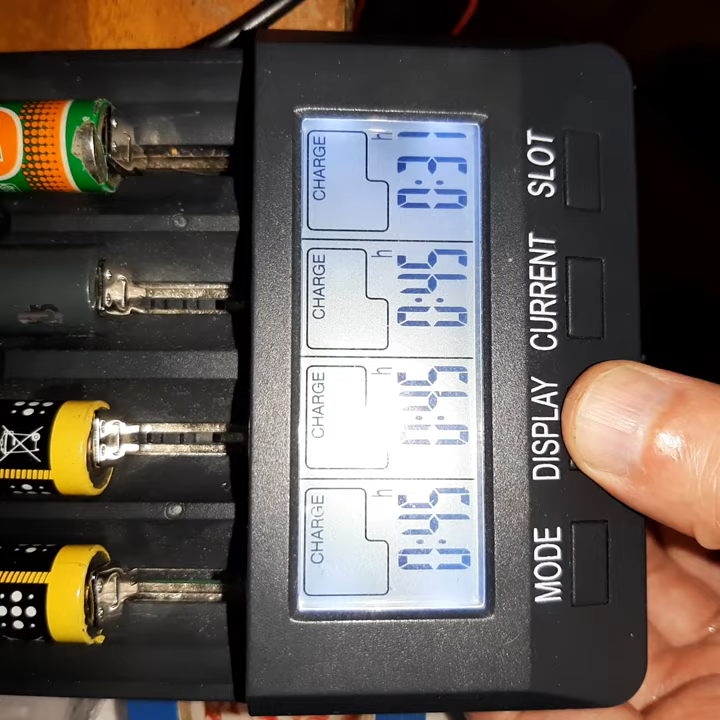 CHARGE CHARGE CHARGE CHARGE
h h h h
0:45 0:45 0:45 0:31
MODE DISPLAY CURRENT SLOT